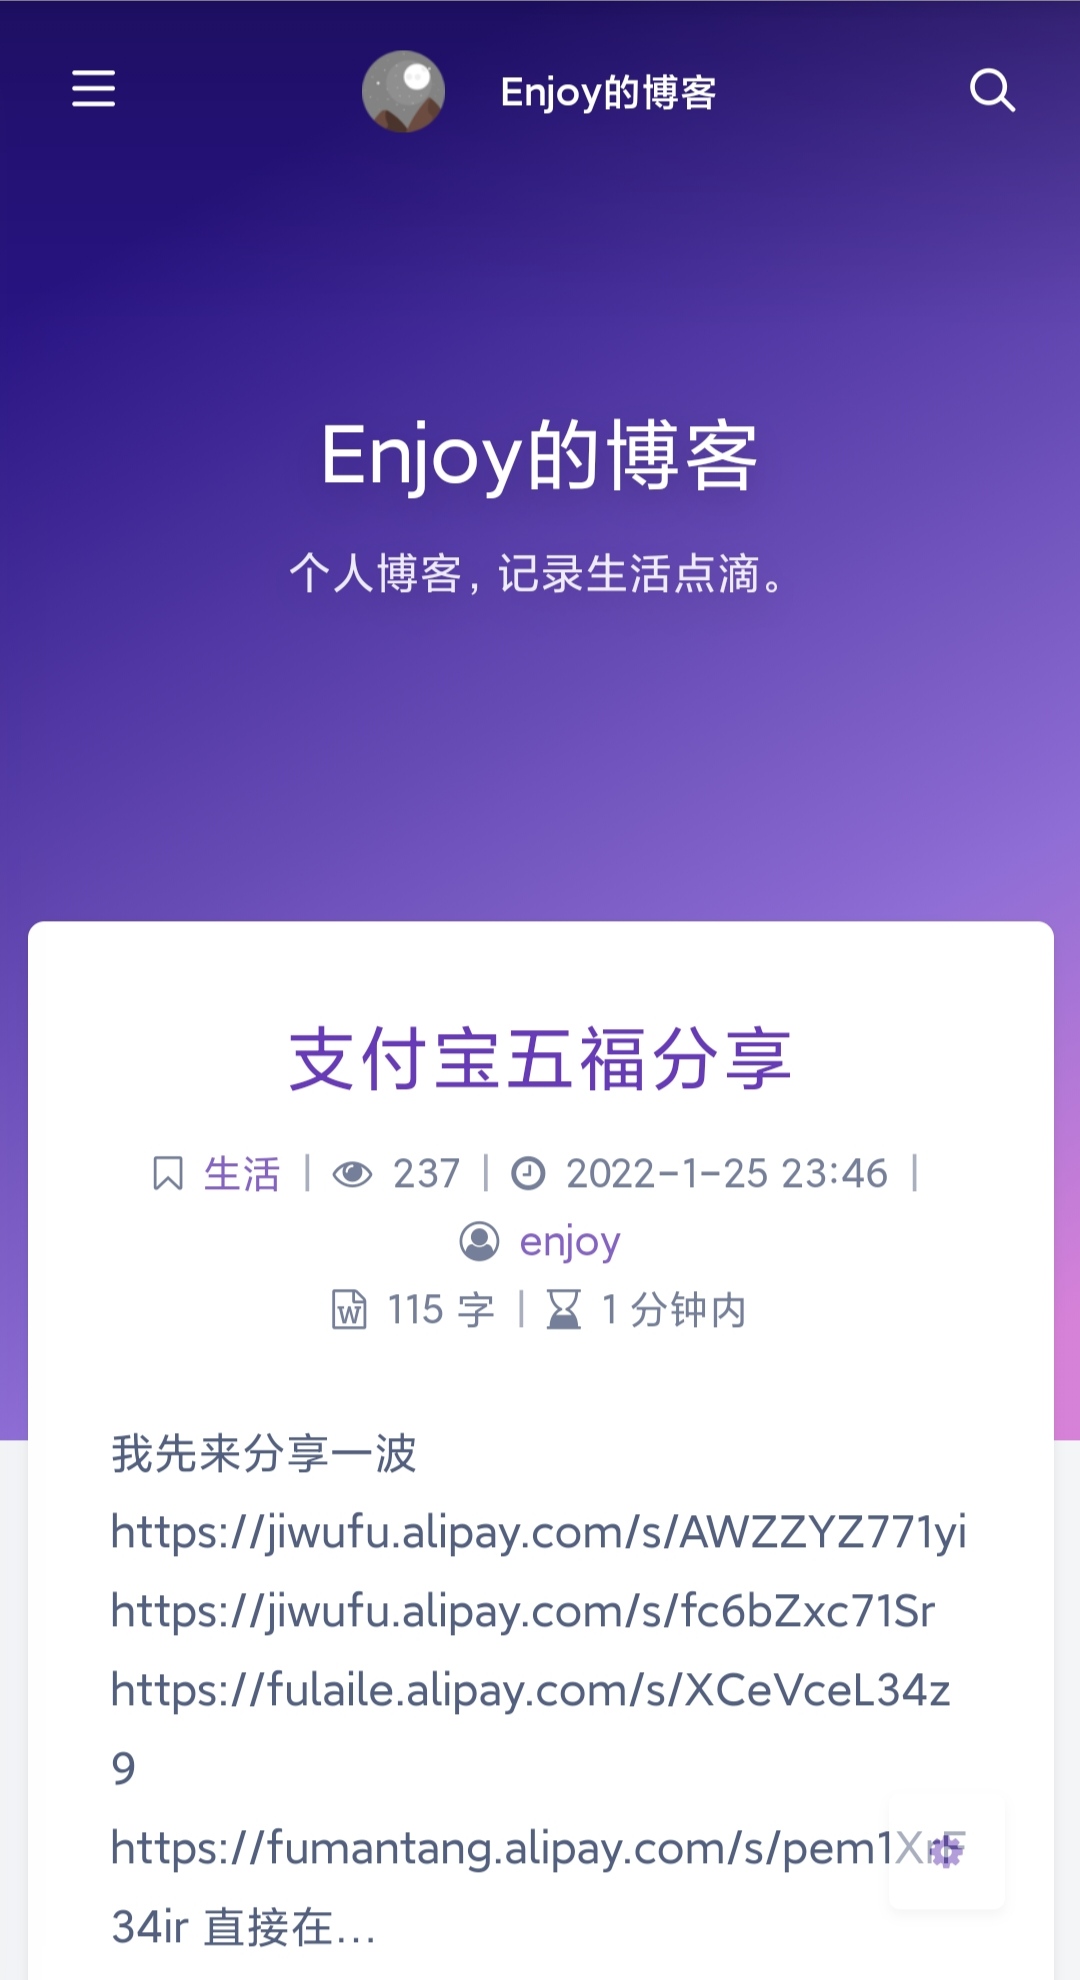 Enjoy的博客
Enjoy的博客
个人博客，记录生活点滴。
支付宝五福分享
生活 | 237 | 2022-1-25 23:46 |
enjoy
115 字 | 1 分钟内
我先来分享一波
https://jiwufu.alipay.com/s/AWZZYZ771yi
https://jiwufu.alipay.com/s/fc6bZxc71Sr
https://fulaile.alipay.com/s/XCeVceL34z
9
https://fumantang.alipay.com/s/pem1XrF
34ir 直接在...